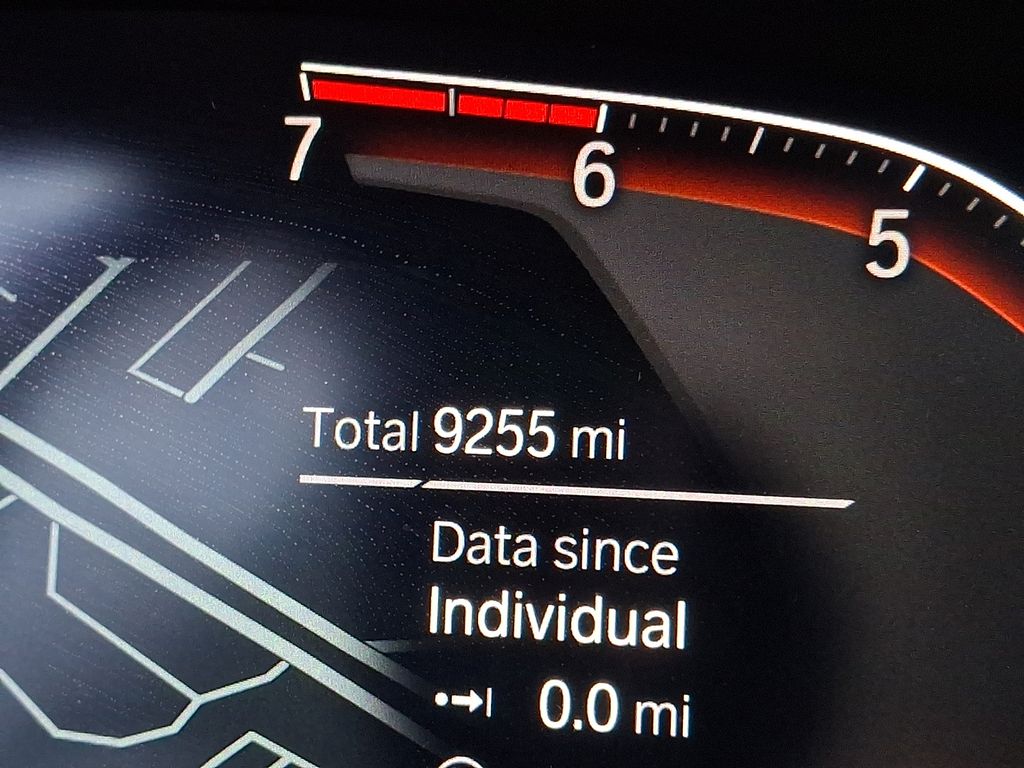 7
6
5
Total 9255 mi
Data since
Individual
0.0 mi